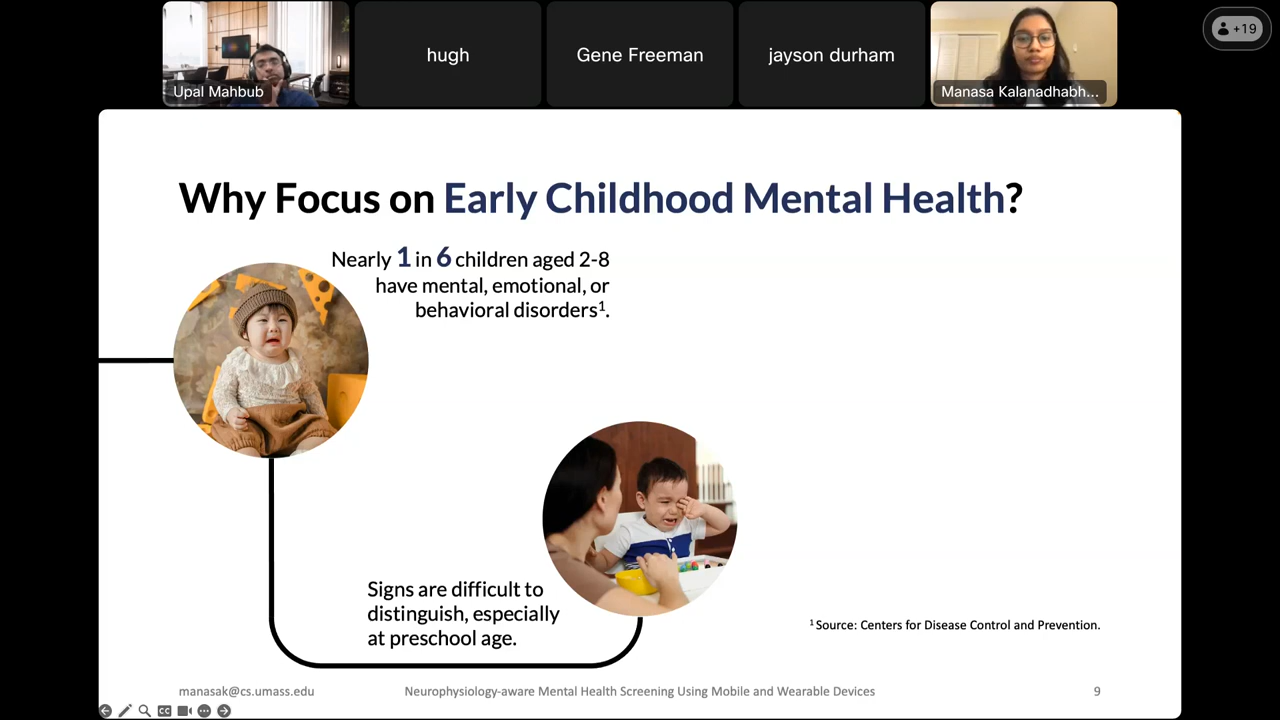 Upal Mahbub
hugh
Gene Freeman
jayson durham
Manasa Kalanadhabh...
+19
Why Focus on Early Childhood Mental Health?
Nearly 1 in 6 children aged 2-8
have mental, emotional, or
behavioral disorders¹.
Signs are difficult to
distinguish, especially
at preschool age.
¹ Source: Centers for Disease Control and Prevention.
manasak@cs.umass.edu
Neurophysiology-aware Mental Health Screening Using Mobile and Wearable Devices
9
CC